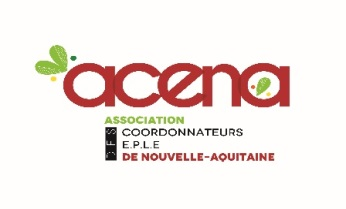 acena
ASSOCIATION
DES COORDONNATEURS
E.P.L.E
DE NOUVELLE-AQUITAINE